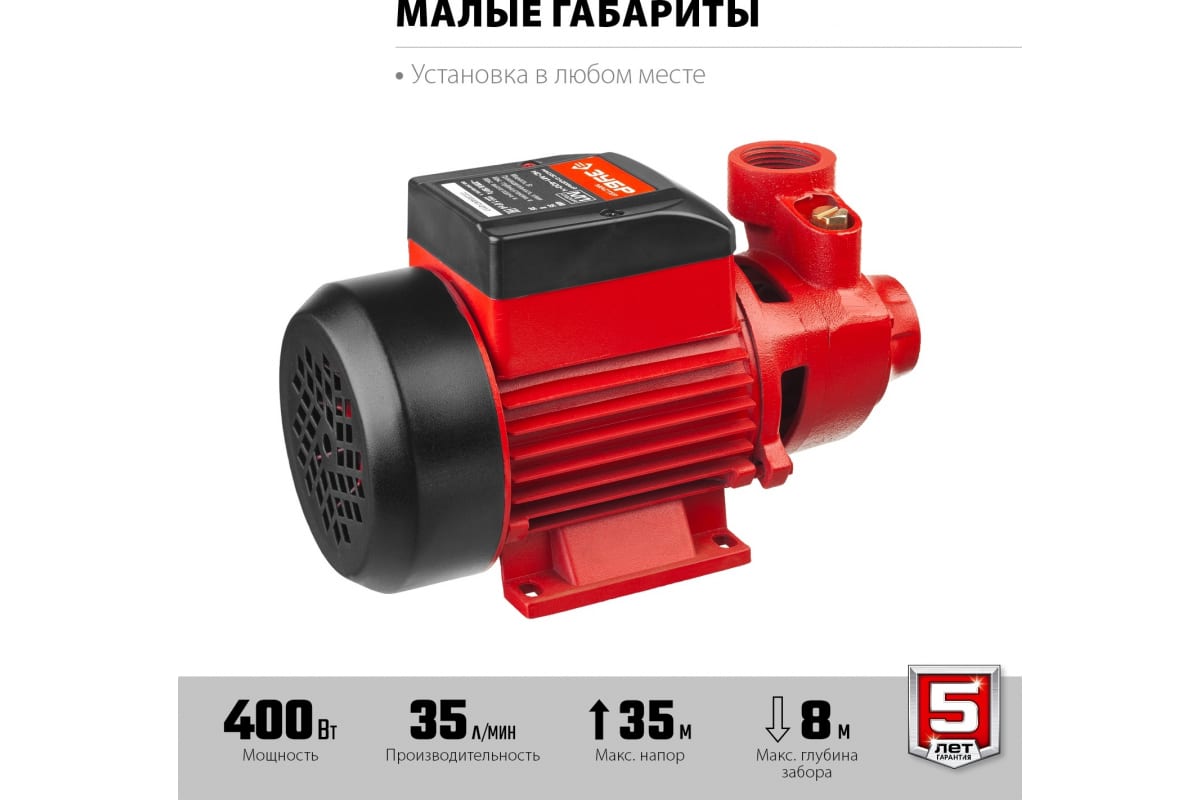 МАЛЫЕ ГАБАРИТЫ
• Установка в любом месте
ЗУБР
МАСТЕР
400 Вт
Мощность
35 л/мин
Производительность
35 м
Макс. напор
8 м
Макс. глубина
забора
5
ЛЕТ
ГАРАНТИЯ